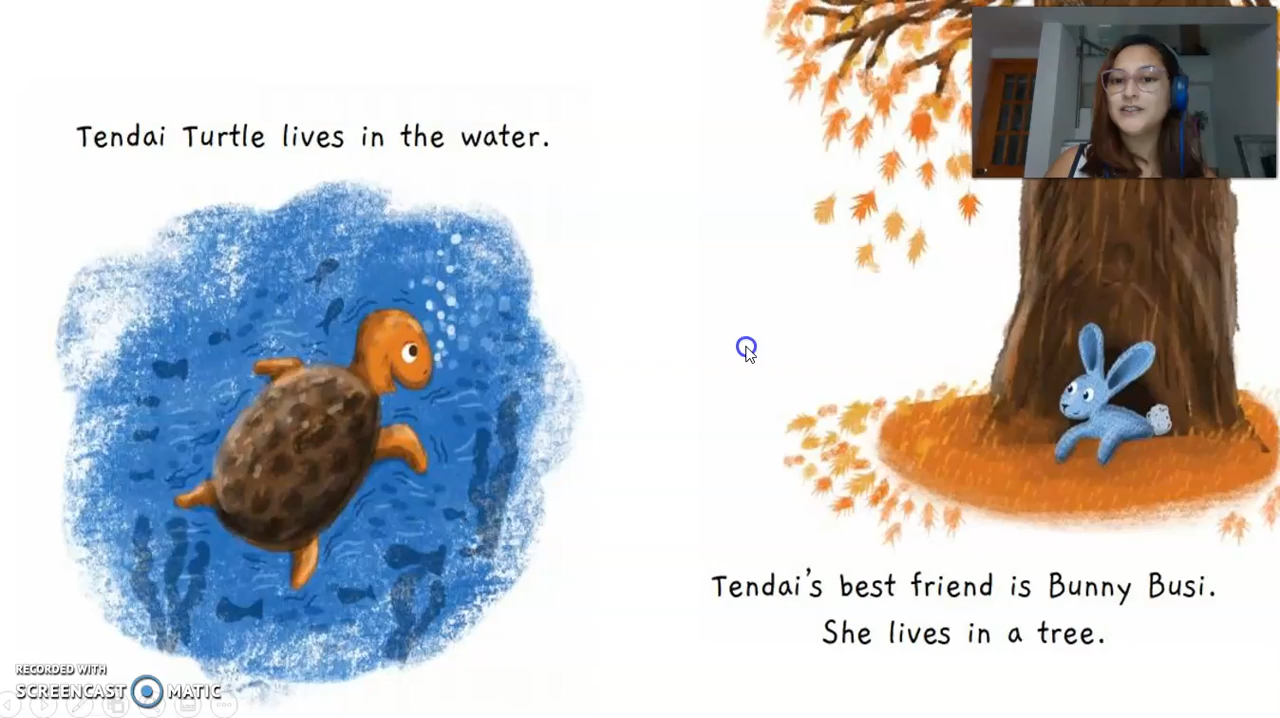 Tendai Turtle lives in the water.
Tendai's best friend is Bunny Busi.
She lives in a tree.
RECORDED WITH
SCREENCAST MATIC